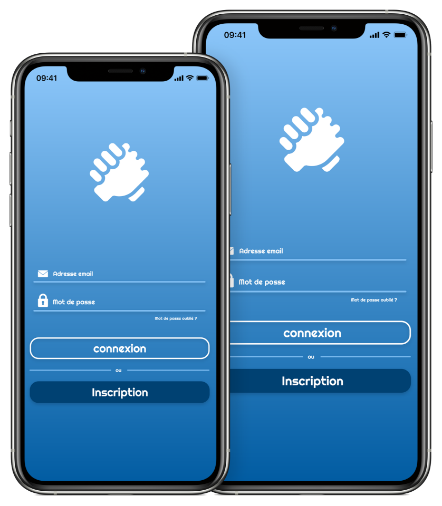 09:41
Adresse email
Mot de passe
Mot de passe oublié ?
connexion
ou
Inscription
09:41
Adresse email
Mot de passe
Mot de passe oublié ?
connexion
ou
Inscription